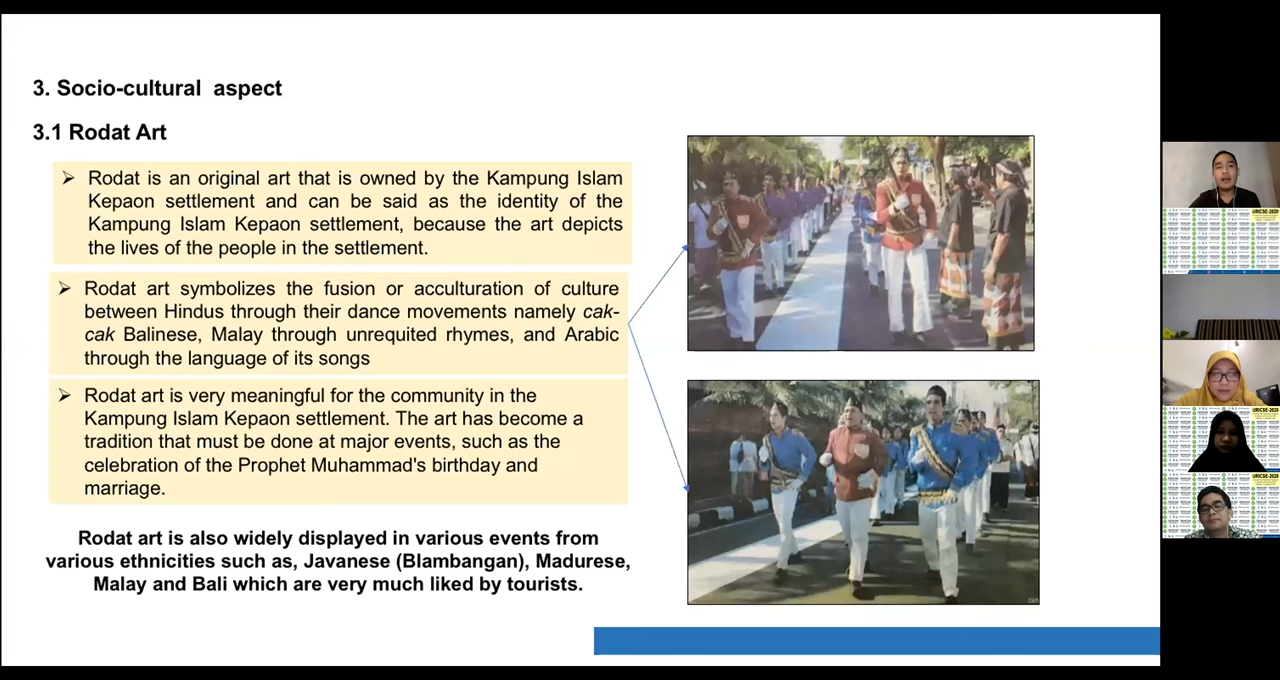 3. Socio-cultural aspect
3.1 Rodat Art
➢ Rodat is an original art that is owned by the Kampung Islam
Kepaon settlement and can be said as the identity of the
Kampung Islam Kepaon settlement, because the art depicts
the lives of the people in the settlement.
➢ Rodat art symbolizes the fusion or acculturation of culture
between Hindus through their dance movements namely cak-
cak Balinese, Malay through unrequited rhymes, and Arabic
through the language of its songs
➢ Rodat art is very meaningful for the community in the
Kampung Islam Kepaon settlement. The art has become a
tradition that must be done at major events, such as the
celebration of the Prophet Muhammad's birthday and
marriage.
Rodat art is also widely displayed in various events from
various ethnicities such as, Javanese (Blambangan), Madurese,
Malay and Bali which are very much liked by tourists.
URICSE-2020
URICSE-2020
URICSE-2020